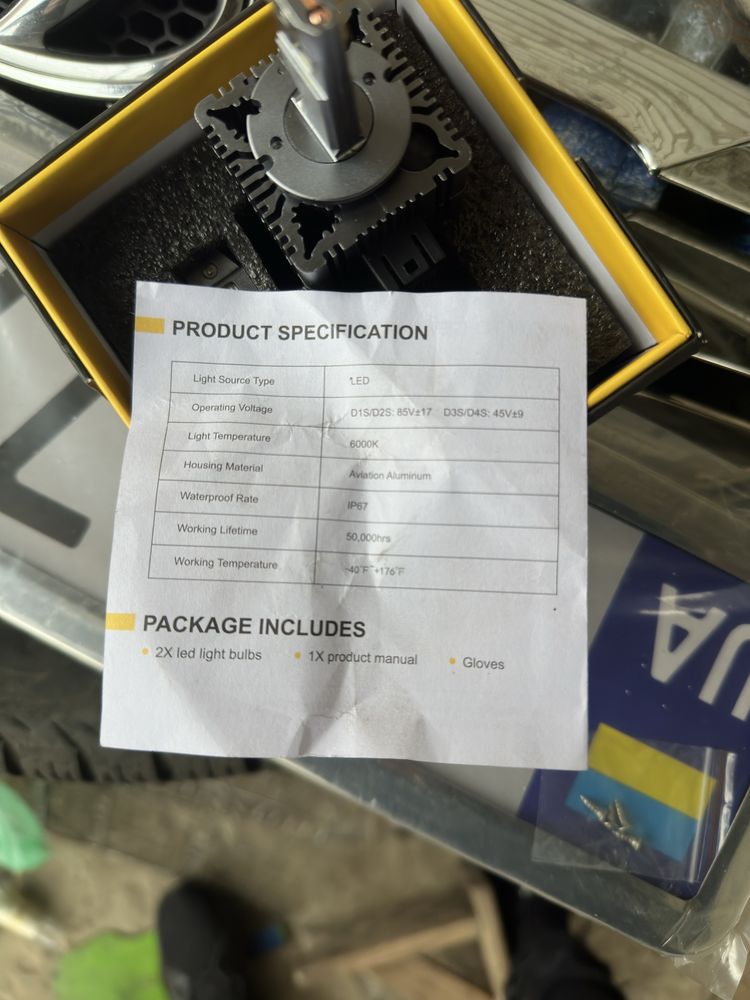 PRODUCT SPECIFICATION
Light Source Type LED
Operating Voltage D1S/D2S: 85V±17 D3S/D4S: 45V±9
Light Temperature 6000K
Housing Material Aviation Aluminum
Waterproof Rate IP67
Working Lifetime 50,000hrs
Working Temperature -40°F~+176°F
PACKAGE INCLUDES
• 2X led light bulbs • 1X product manual • Gloves
UA